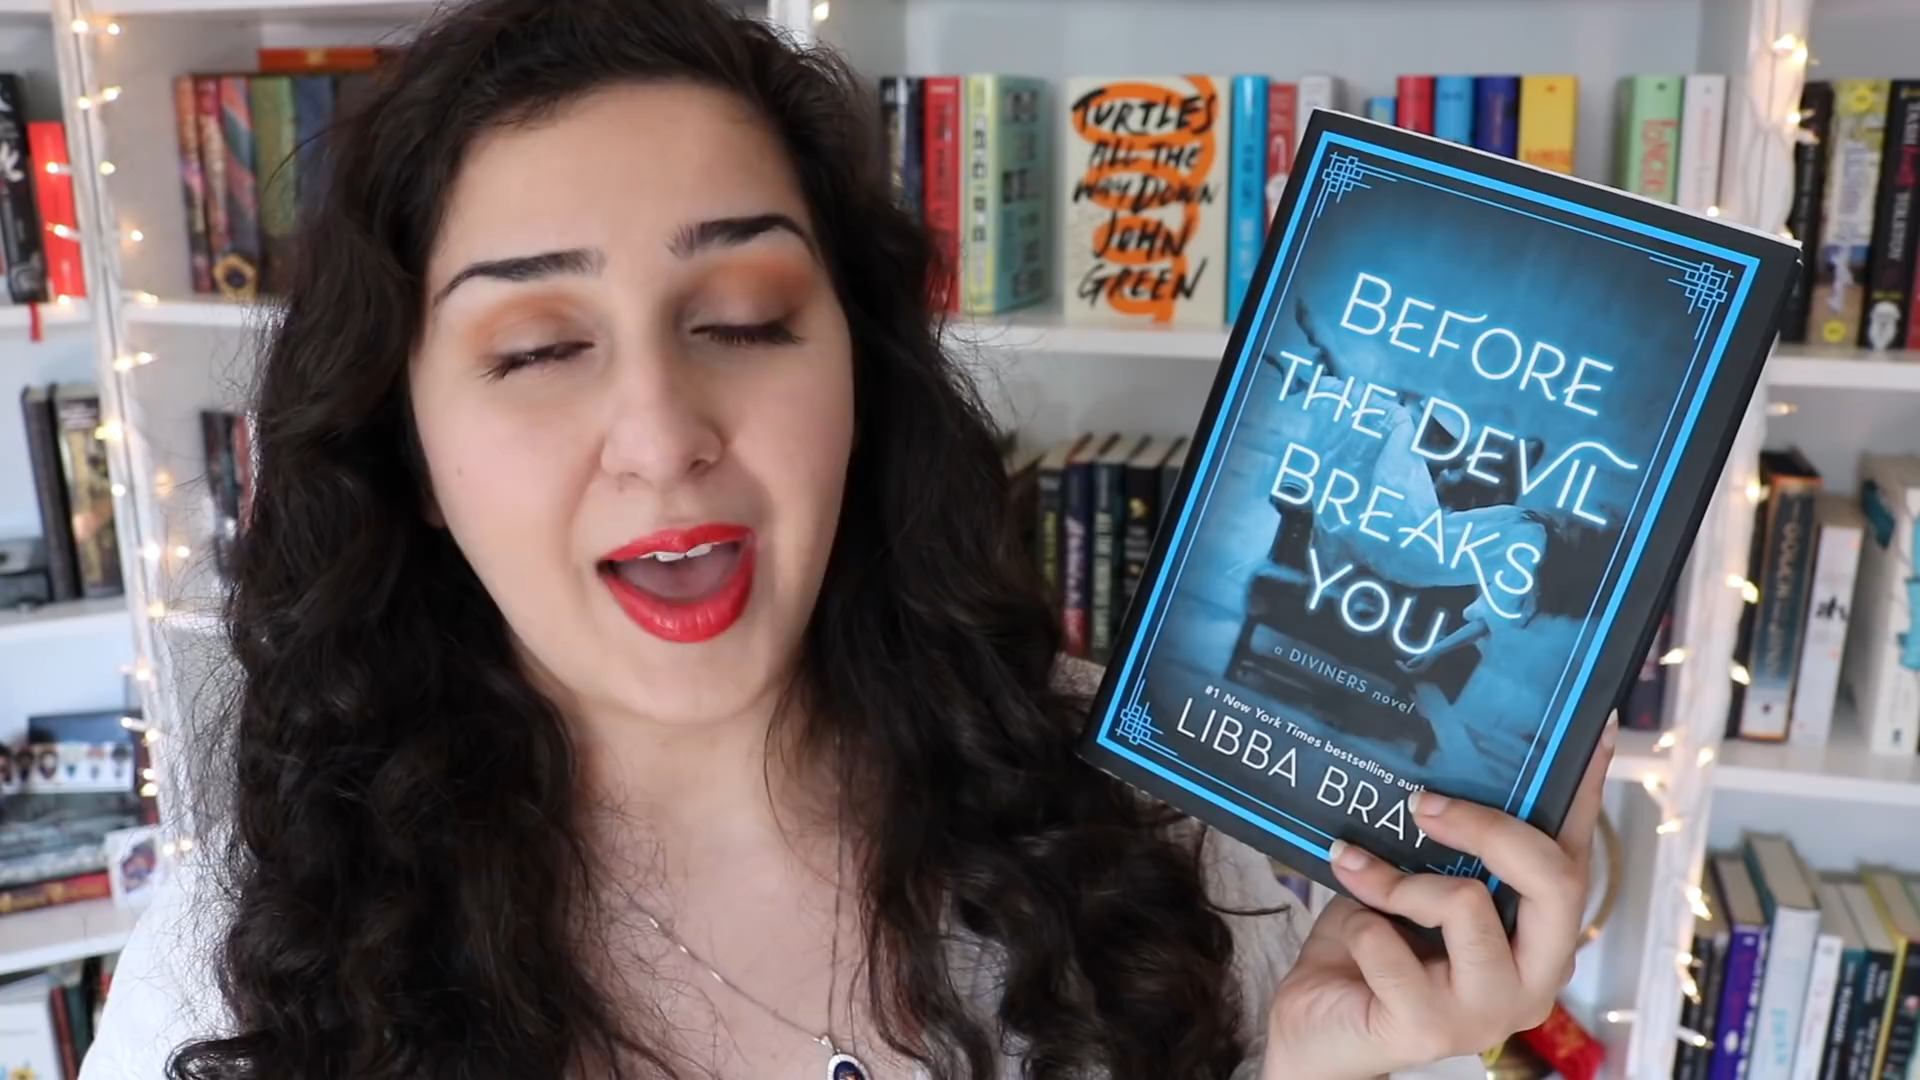 TURTLES
ALL THE
WAY DOWN
JOHN
GREEN
BEFORE
THE DEVIL
BREAKS
YOU
a DIVINERS novel
#1 New York Times bestselling auth
LIBBA BRAY